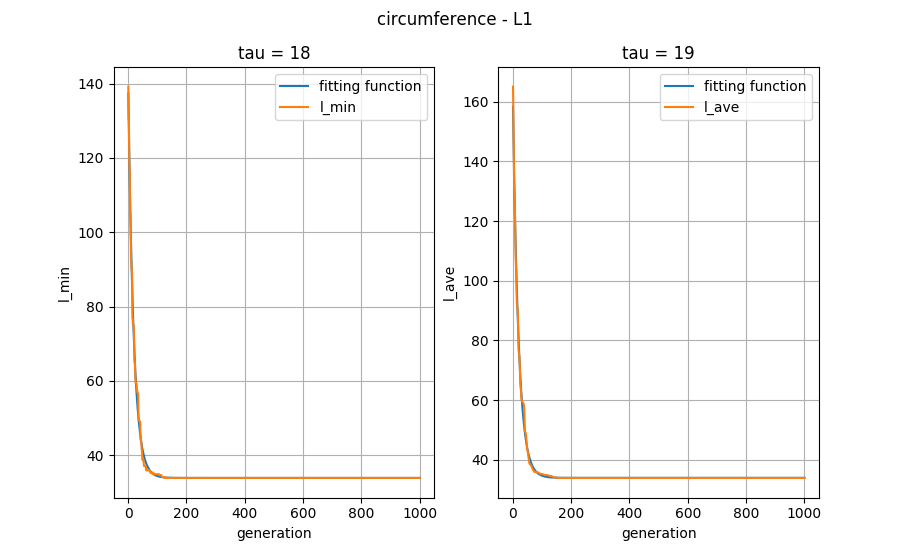 circumference - L1
tau = 18
fitting function
l_min
140
120
100
80
60
40
l_min
0 200 400 600 800 1000
generation
tau = 19
fitting function
l_ave
160
140
120
100
80
60
40
l_ave
0 200 400 600 800 1000
generation